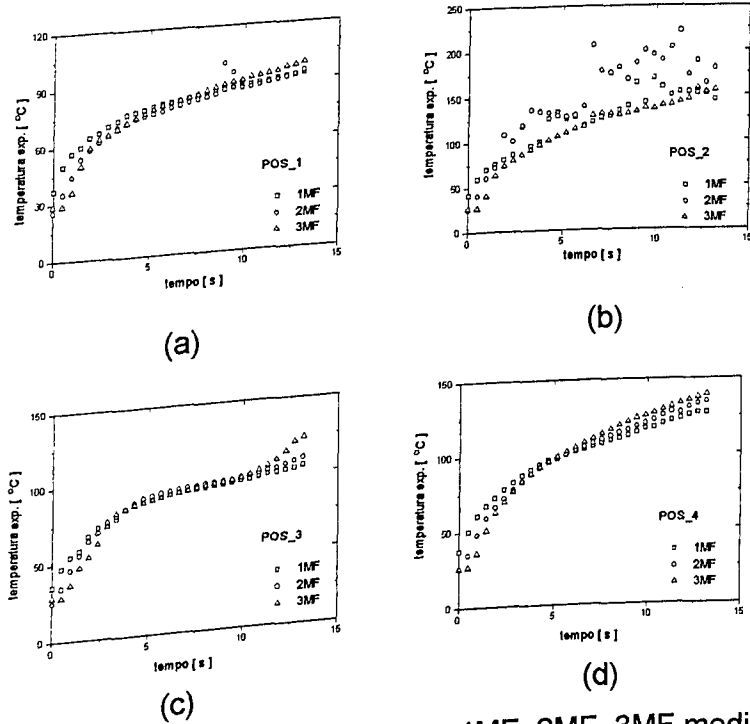 120
90
60
30
0
temperatura exp. [ °C]
POS_1
1MF
2MF
3MF
0
5
10
15
tempo [ s ]
(a)
250
200
150
100
50
0
temperatura exp. [ °C]
POS_2
1MF
2MF
3MF
0
5
10
15
tempo [ s ]
(b)
150
100
50
0
temperatura exp. [ °C]
POS_3
1MF
2MF
3MF
0
5
10
15
tempo [ s ]
(c)
150
100
50
0
temperatura exp. [ °C]
POS_4
1MF
2MF
3MF
0
5
10
15
tempo [ s ]
(d)
1MF, 2MF, 3MF medi